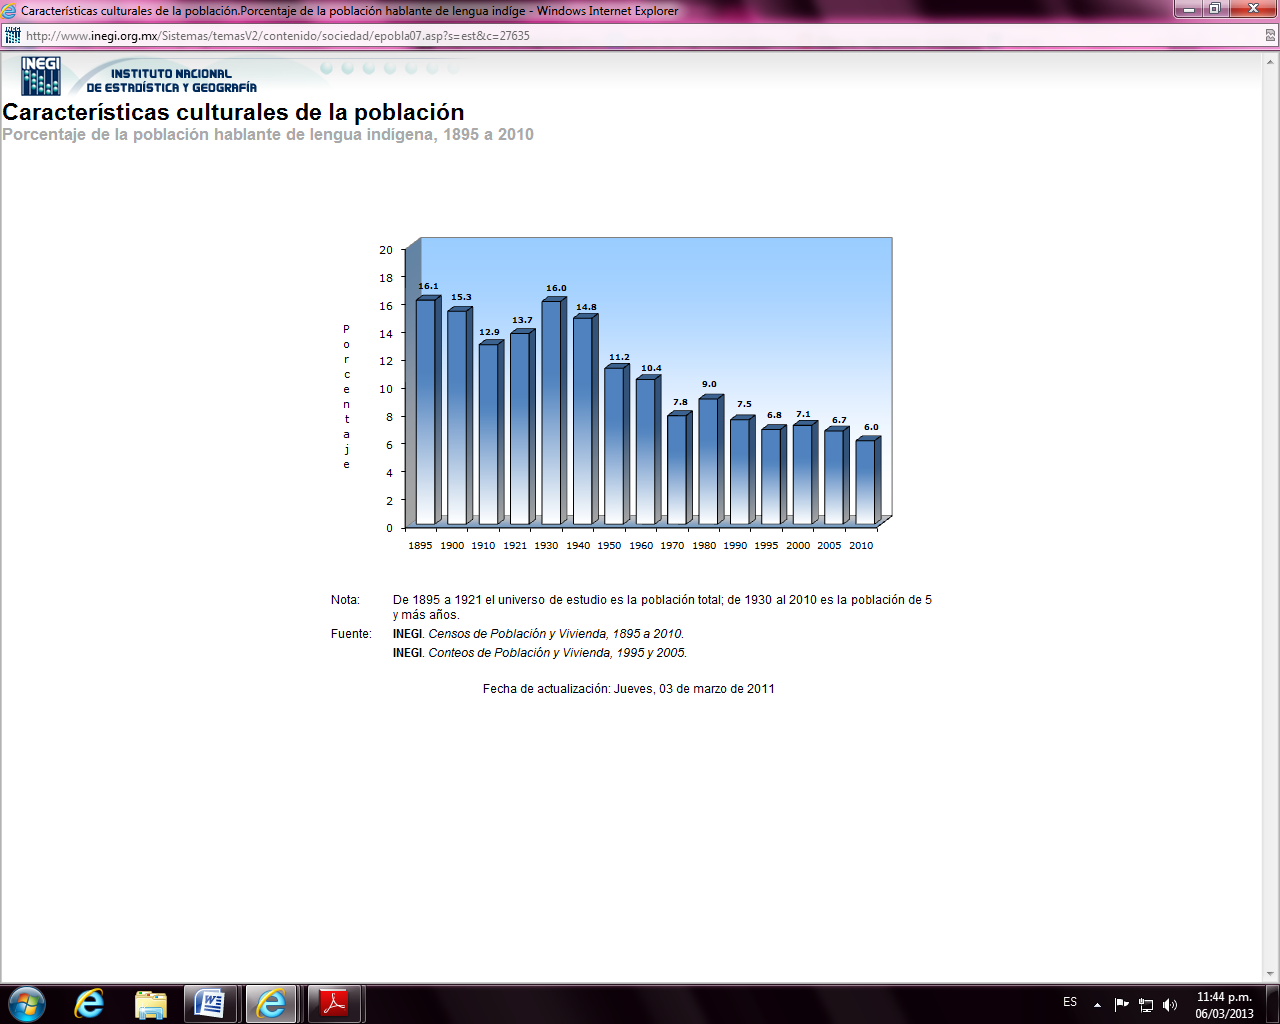 Características culturales de la población.Porcentaje de la población hablante de lengua indíge - Windows Internet Explorer
http://www.inegi.org.mx/Sistemas/temasV2/contenido/sociedad/epobla07.asp?s=est&c=27635
INEGI
INSTITUTO NACIONAL
DE ESTADÍSTICA Y GEOGRAFÍA
Características culturales de la población
Porcentaje de la población hablante de lengua indígena, 1895 a 2010
Porcentaje
20
18
16
14
12
10
8
6
4
2
0
16.1 15.3 12.9 13.7 16.0 14.8 11.2 10.4 7.8 9.0 7.5 6.8 7.1 6.7 6.0
1895 1900 1910 1921 1930 1940 1950 1960 1970 1980 1990 1995 2000 2005 2010
Nota: De 1895 a 1921 el universo de estudio es la población total; de 1930 al 2010 es la población de 5
y más años.
Fuente: INEGI. Censos de Población y Vivienda, 1895 a 2010.
INEGI. Conteos de Población y Vivienda, 1995 y 2005.
Fecha de actualización: Jueves, 03 de marzo de 2011
ES
11:44 p.m.
06/03/2013